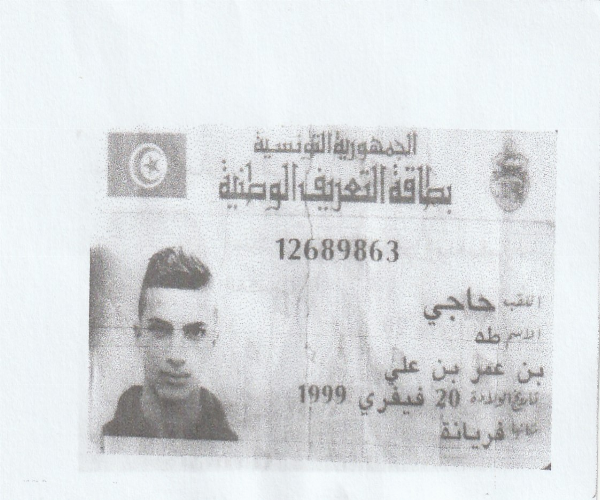 الجمهورية التونسية
بطاقة التعريف الوطنية
12689863
اللقب حاجي
الاسم طه
بن عمر بن علي
تاريخ الولادة 20 فيفري 1999
مكانها فريانة